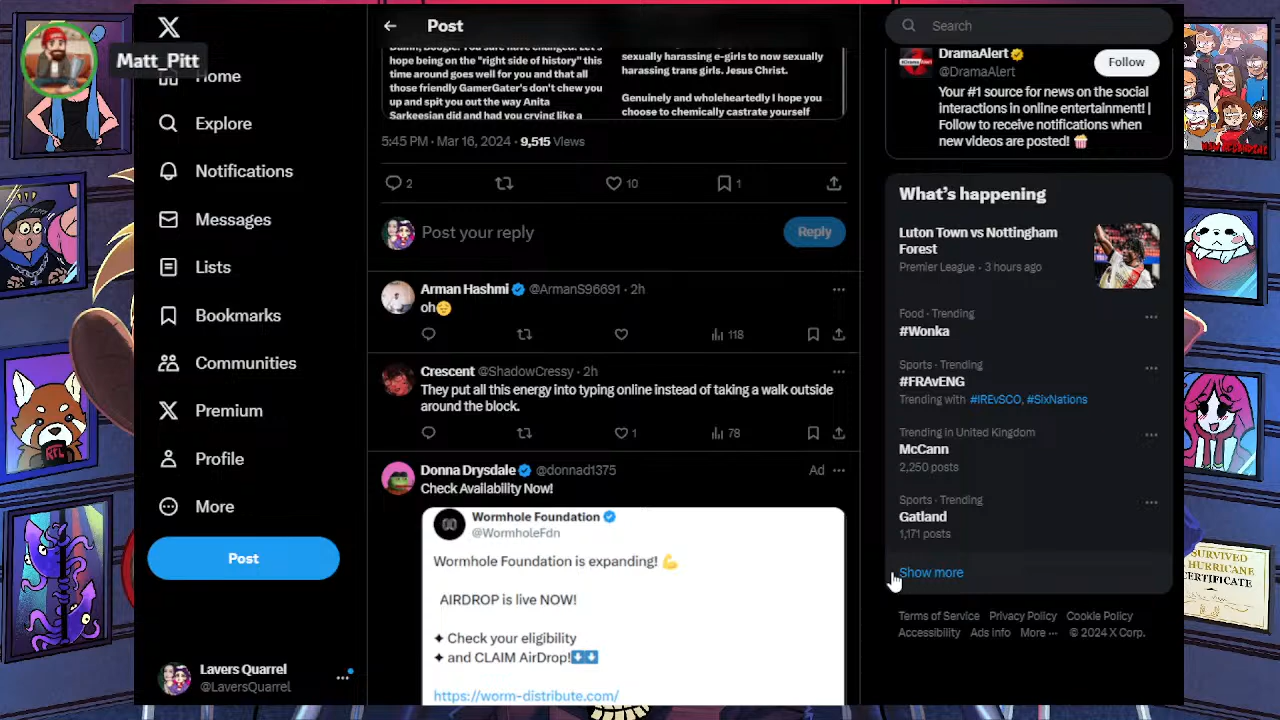 Matt_Pitt
Home
Explore
Notifications
Messages
Lists
Bookmarks
Communities
Premium
Profile
More
Post
Lavers Quarrel
@LaversQuarrel
Post
Damn, Boogie. You sure have changed. Let's
hope being on the "right side of history" this
time around goes well for you and that all
those friendly GamerGater's don't chew you
up and spit you out the way Anita
Sarkeesian did and had you crying like a
sexually harassing e-girls to now sexually
harassing trans girls. Jesus Christ.
Genuinely and wholeheartedly I hope you
choose to chemically castrate yourself
5:45 PM · Mar 16, 2024 · 9,515 Views
2
10
1
Post your reply
Reply
Arman Hashmi @ArmanS96691 · 2h
oh😌
118
Crescent @ShadowCressy · 2h
They put all this energy into typing online instead of taking a walk outside
around the block.
1
78
Donna Drysdale @donnad1375
Ad
Check Availability Now!
Wormhole Foundation
@WormholeFdn
Wormhole Foundation is expanding! 💪
AIRDROP is live NOW!
✦ Check your eligibility
✦ and CLAIM AirDrop!⬇️⬇️
https://worm-distribute.com/
Search
DramaAlert
@DramaAlert
Follow
Your #1 source for news on the social
interactions in online entertainment! |
Follow to receive notifications when
new videos are posted! 🍿
What's happening
Luton Town vs Nottingham
Forest
Premier League · 3 hours ago
Food · Trending
#Wonka
Sports · Trending
#FRAvENG
Trending with #IREvSCO, #SixNations
Trending in United Kingdom
McCann
2,250 posts
Sports · Trending
Gatland
1,171 posts
Show more
Terms of Service Privacy Policy Cookie Policy
Accessibility Ads info More ··· © 2024 X Corp.
SURVIVED
HURRICANE
CERTIFICATE